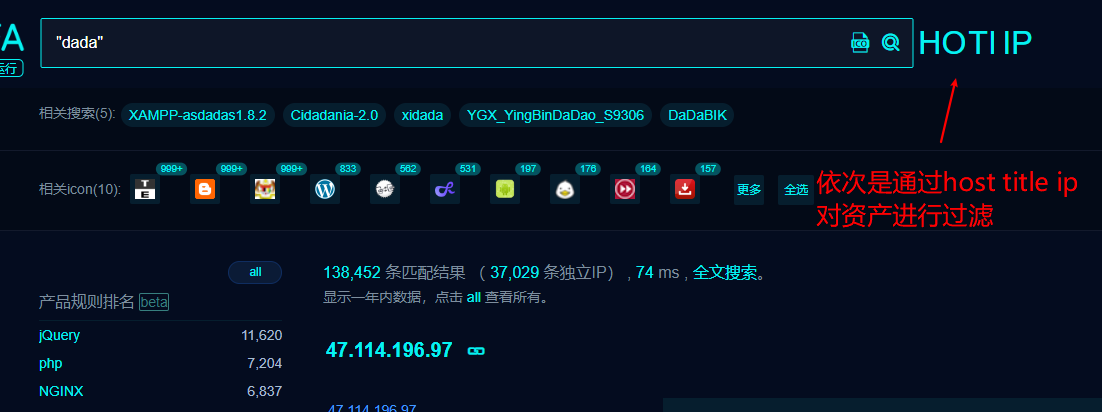 "dada"
ICO
HOTI IP
运行
相关搜索(5): XAMPP-asdadas1.8.2 Cidadania-2.0 xidada YGX_YingBinDaDao_S9306 DaDaBIK
999+ 999+ 999+ 833 562 531 197 176 164 157
相关icon(10): 更多 全选
依次是通过host title ip
对资产进行过滤
all
138,452 条匹配结果 ( 37,029 条独立IP) , 74 ms , 全文搜索。
显示一年内数据，点击 all 查看所有。
产品规则排名 beta
jQuery 11,620
php 7,204
NGINX 6,837
47.114.196.97
47.114.196.97